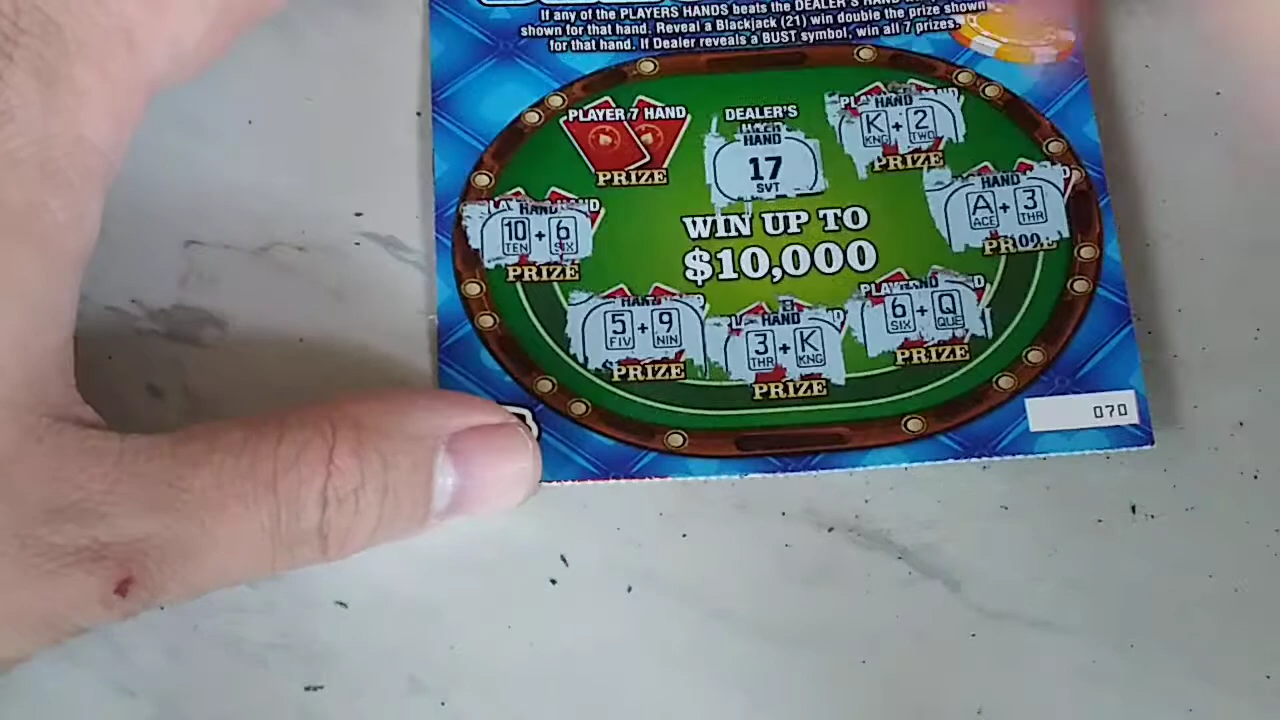 If any of the PLAYERS HANDS beats the DEALER'S HAND
shown for that hand. Reveal a Blackjack (21) win double the prize shown
for that hand. If Dealer reveals a BUST symbol, win all 7 prizes.
PLAYER 7 HAND
PRIZE
DEALER'S
HAND
17
SVT
HAND
K + 2
KNG TWO
PRIZE
HAND
10 + 6
TEN SIX
PRIZE
WIN UP TO
$10,000
HAND
A + 3
ACE THR
HAND
5 + 9
FIV NIN
PRIZE
HAND
3 + K
THR KNG
PRIZE
6 + Q
SIX QUE
PRIZE
070